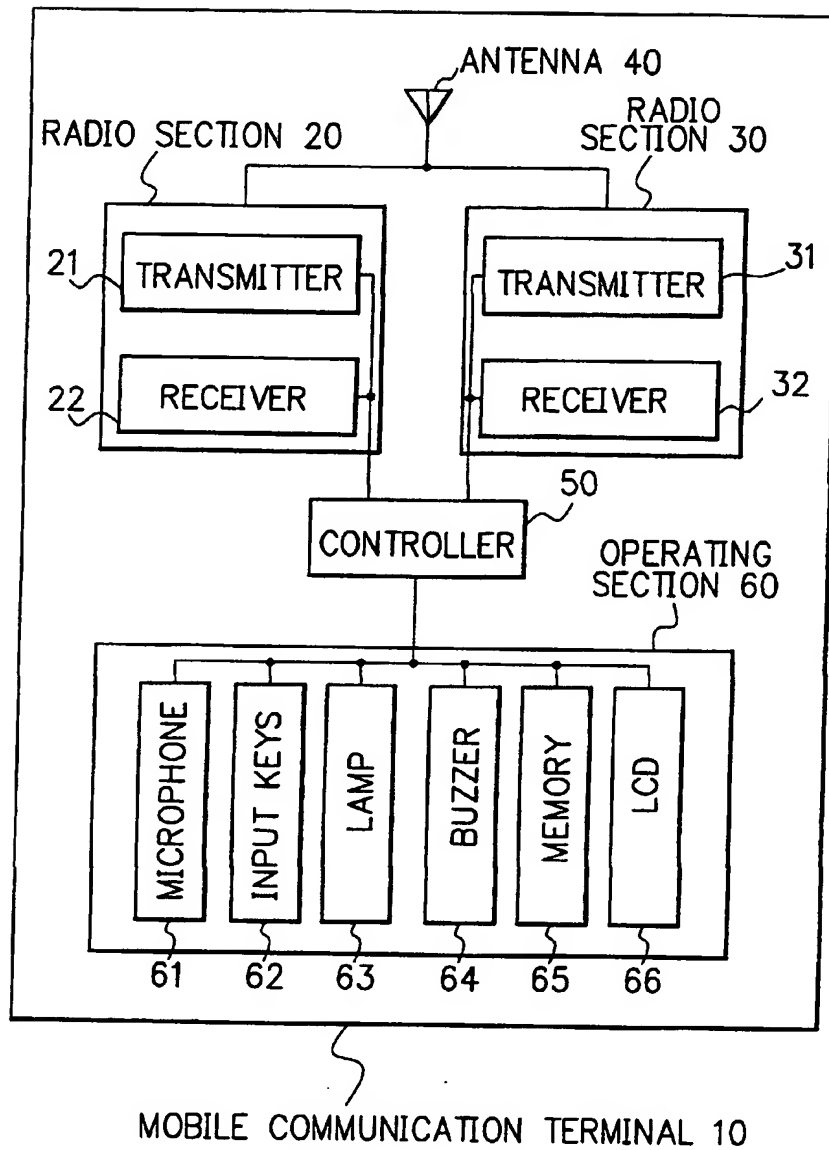 ANTENNA 40
RADIO SECTION 20
RADIO
SECTION 30
21
TRANSMITTER
TRANSMITTER
31
22
RECEIVER
RECEIVER
32
50
CONTROLLER
OPERATING
SECTION 60
MICROPHONE
INPUT KEYS
LAMP
BUZZER
MEMORY
LCD
61
62
63
64
65
66
MOBILE COMMUNICATION TERMINAL 10